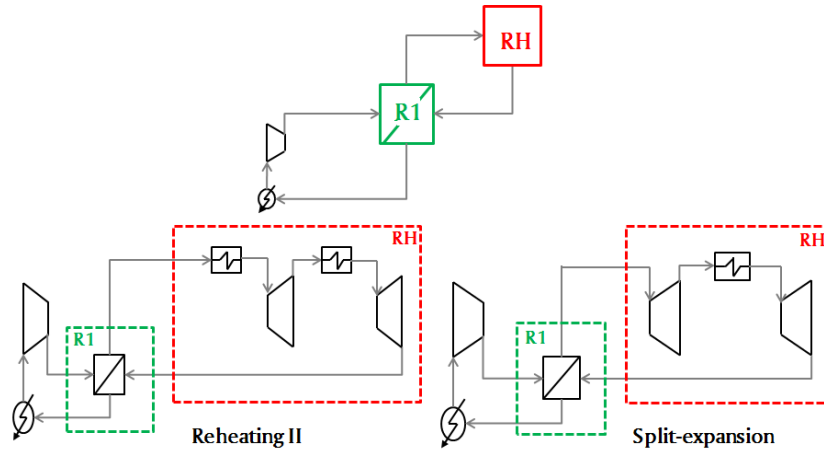 RH
R1
RH
R1
Reheating II
RH
R1
Split-expansion